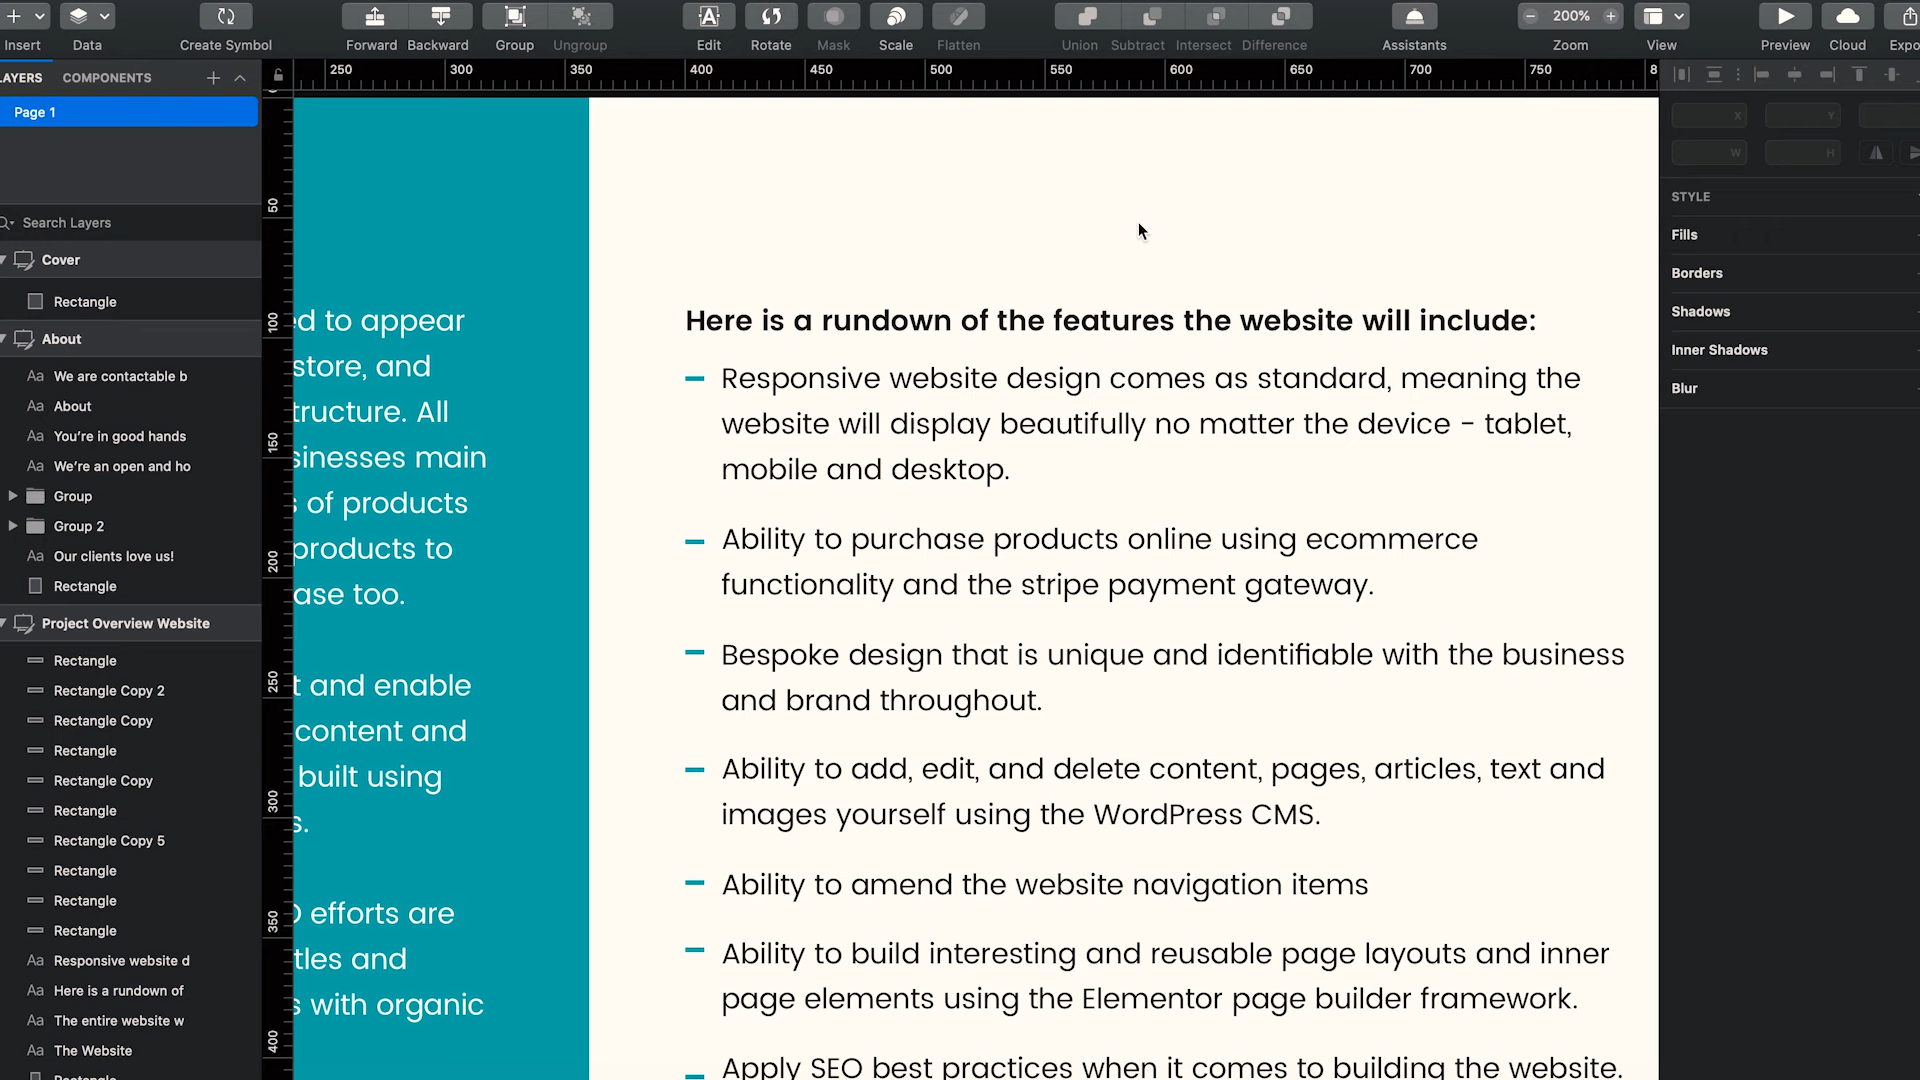 Insert
Data
Create Symbol
Forward
Backward
Group
Ungroup
Edit
Rotate
Mask
Scale
Flatten
Union
Subtract
Intersect
Difference
Assistants
200%
Zoom
View
Preview
Cloud
Expo
LAYERS
COMPONENTS
250
300
350
400
450
500
550
600
650
700
750
8
Page 1
X
Y
W
H
Search Layers
STYLE
Fills
Borders
Shadows
Inner Shadows
Blur
Cover
Rectangle
About
We are contactable b
About
You're in good hands
We're an open and ho
Group
Group 2
Our clients love us!
Rectangle
Project Overview Website
Rectangle
Rectangle Copy 2
Rectangle Copy
Rectangle
Rectangle Copy
Rectangle
Rectangle Copy 5
Rectangle
Rectangle
Rectangle
Responsive website d
Here is a rundown of
The entire website w
The Website
50
100
150
200
250
300
350
400
ed to appear
store, and
tructure. All
sinesses main
s of products
products to
ase too.
t and enable
content and
built using
s.
O efforts are
tles and
s with organic
Here is a rundown of the features the website will include:
Responsive website design comes as standard, meaning the
website will display beautifully no matter the device - tablet,
mobile and desktop.
Ability to purchase products online using ecommerce
functionality and the stripe payment gateway.
Bespoke design that is unique and identifiable with the business
and brand throughout.
Ability to add, edit, and delete content, pages, articles, text and
images yourself using the WordPress CMS.
Ability to amend the website navigation items
Ability to build interesting and reusable page layouts and inner
page elements using the Elementor page builder framework.
Apply SEO best practices when it comes to building the website.